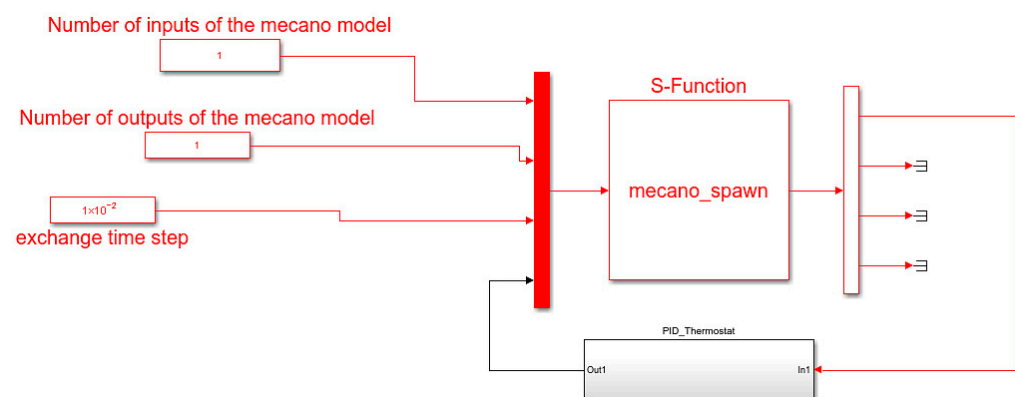 Number of inputs of the mecano model
1
Number of outputs of the mecano model
1
1×10⁻²
exchange time step
S-Function
mecano_spawn
PID_Thermostat
Out1
In1